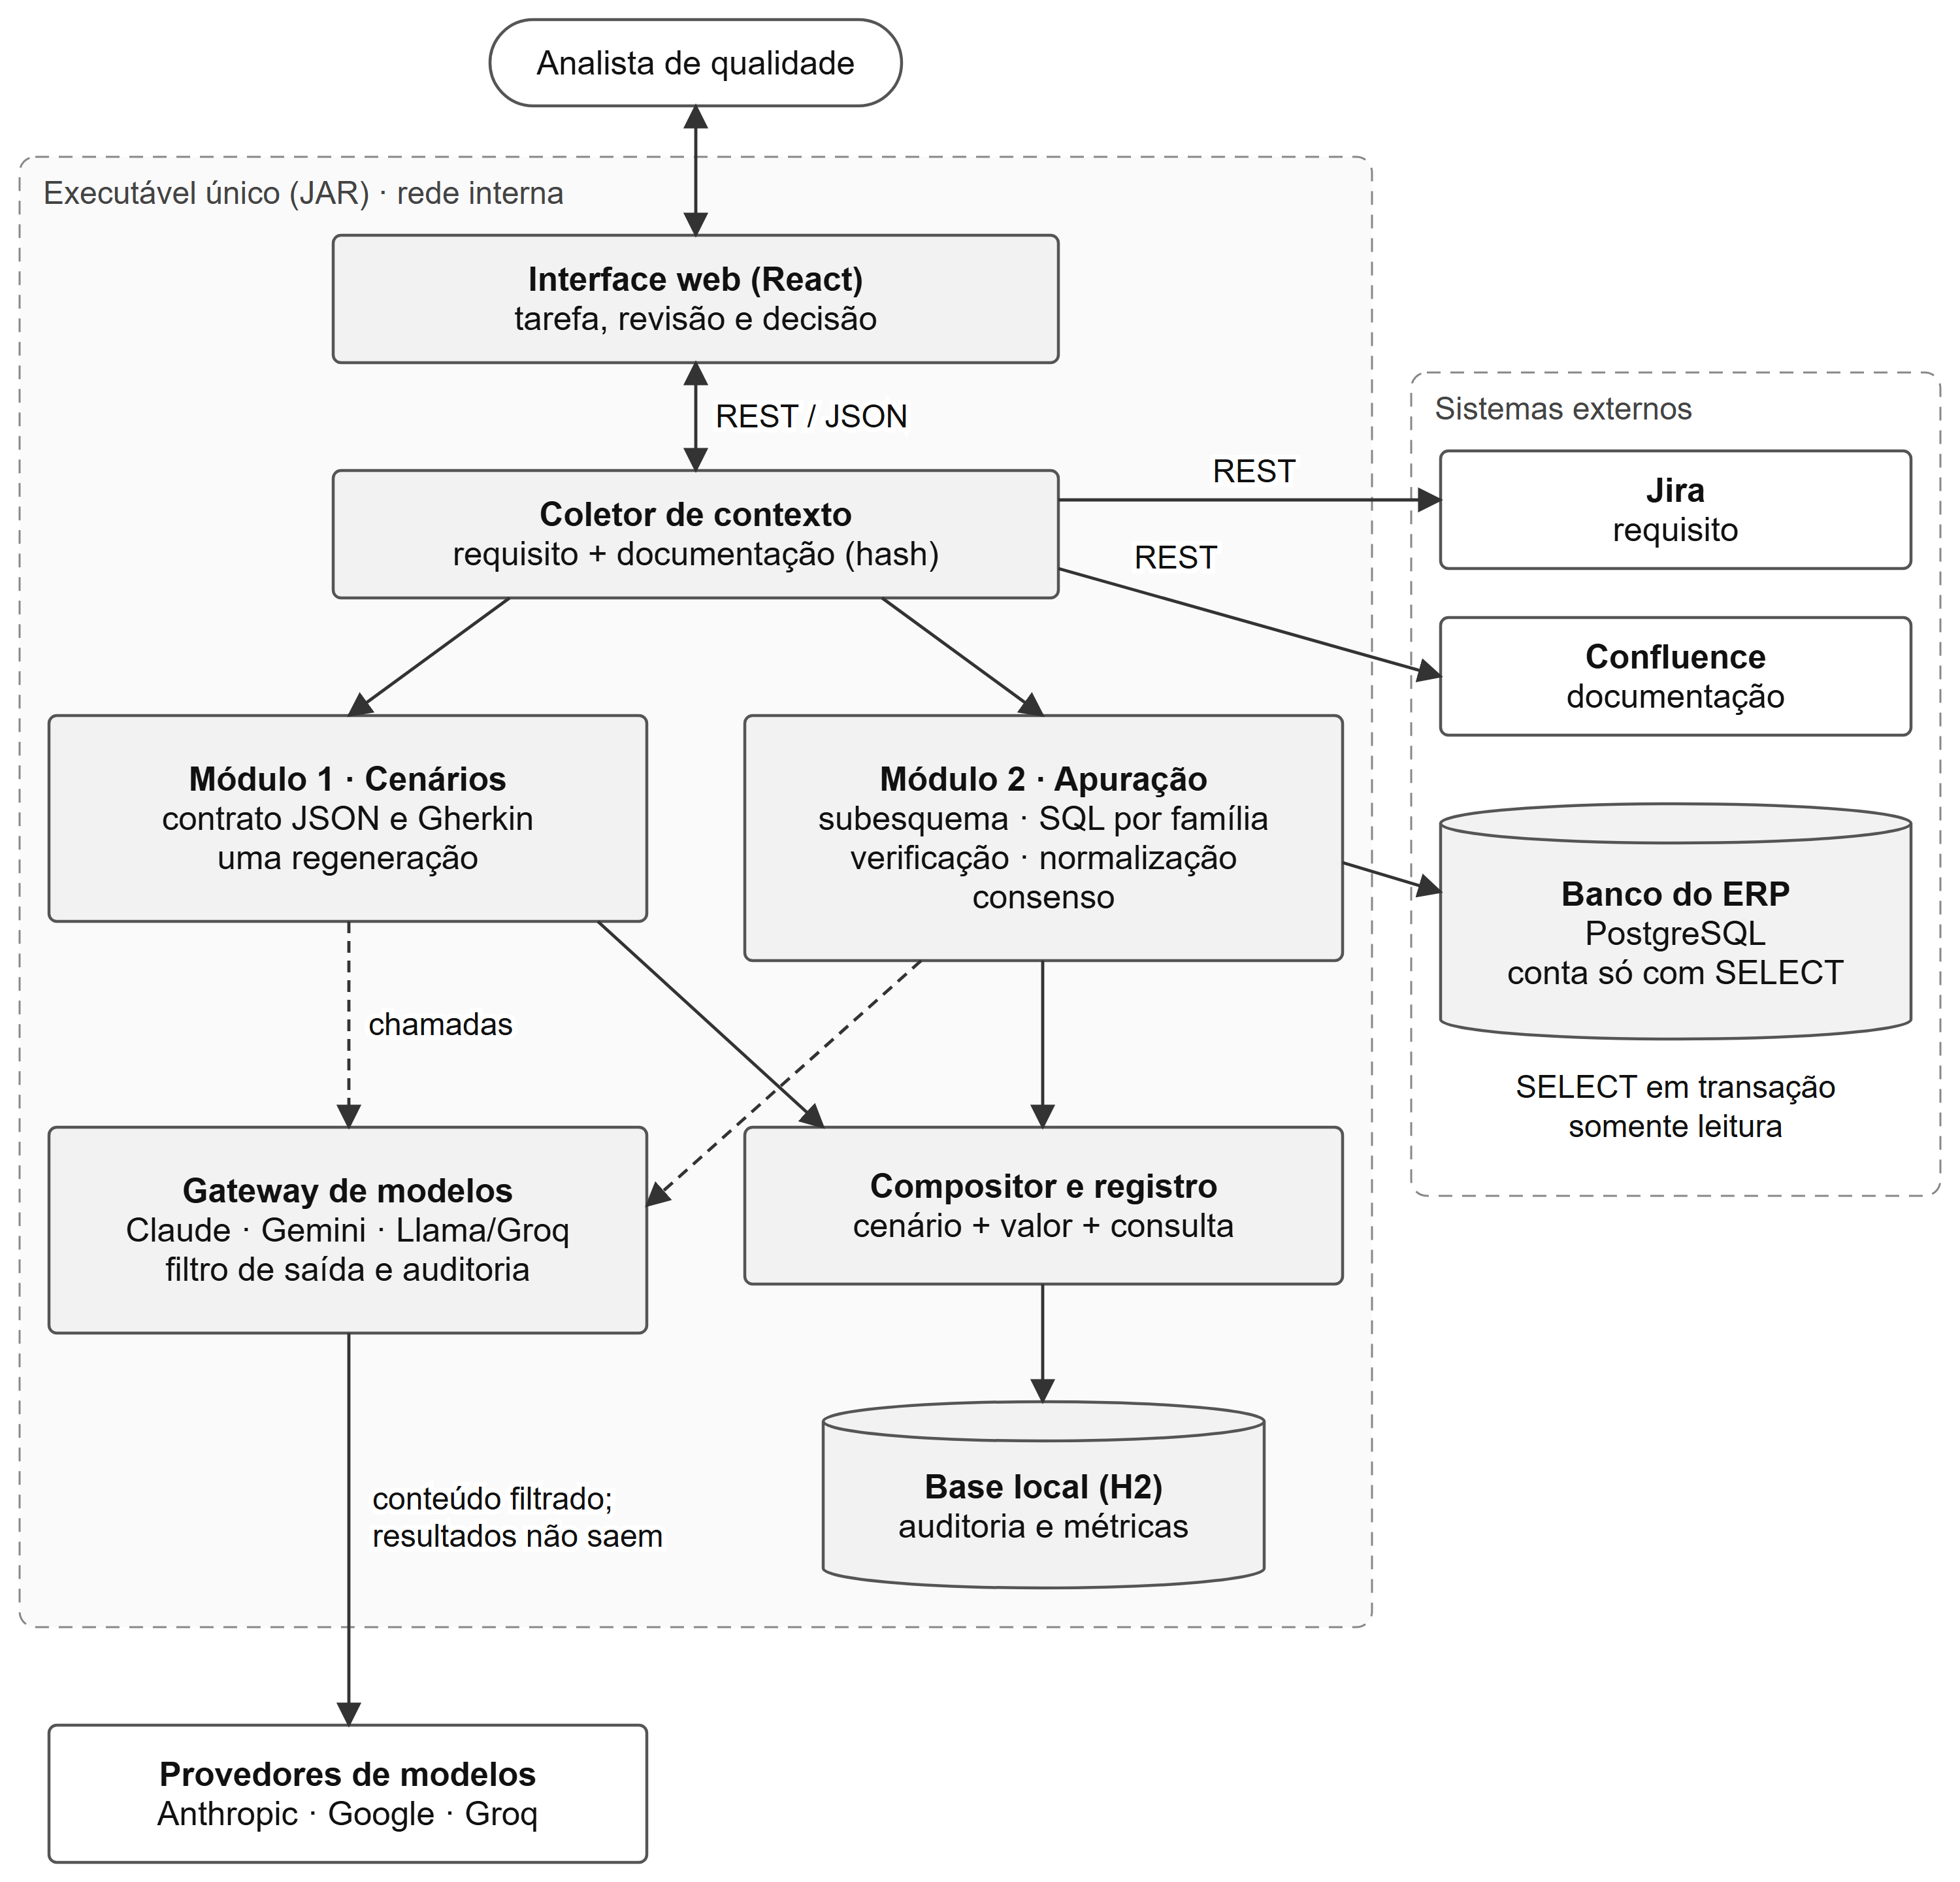 Analista de qualidade
Executável único (JAR) · rede interna
Interface web (React)
tarefa, revisão e decisão
REST / JSON
Coletor de contexto
requisito + documentação (hash)
REST
REST
Sistemas externos
Jira
requisito
Confluence
documentação
Módulo 1 · Cenários
contrato JSON e Gherkin
uma regeneração
Módulo 2 · Apuração
subesquema · SQL por família
verificação · normalização
consenso
Banco do ERP
PostgreSQL
conta só com SELECT
SELECT em transação
somente leitura
chamadas
Gateway de modelos
Claude · Gemini · Llama/Groq
filtro de saída e auditoria
Compositor e registro
cenário + valor + consulta
Base local (H2)
auditoria e métricas
conteúdo filtrado;
resultados não saem
Provedores de modelos
Anthropic · Google · Groq